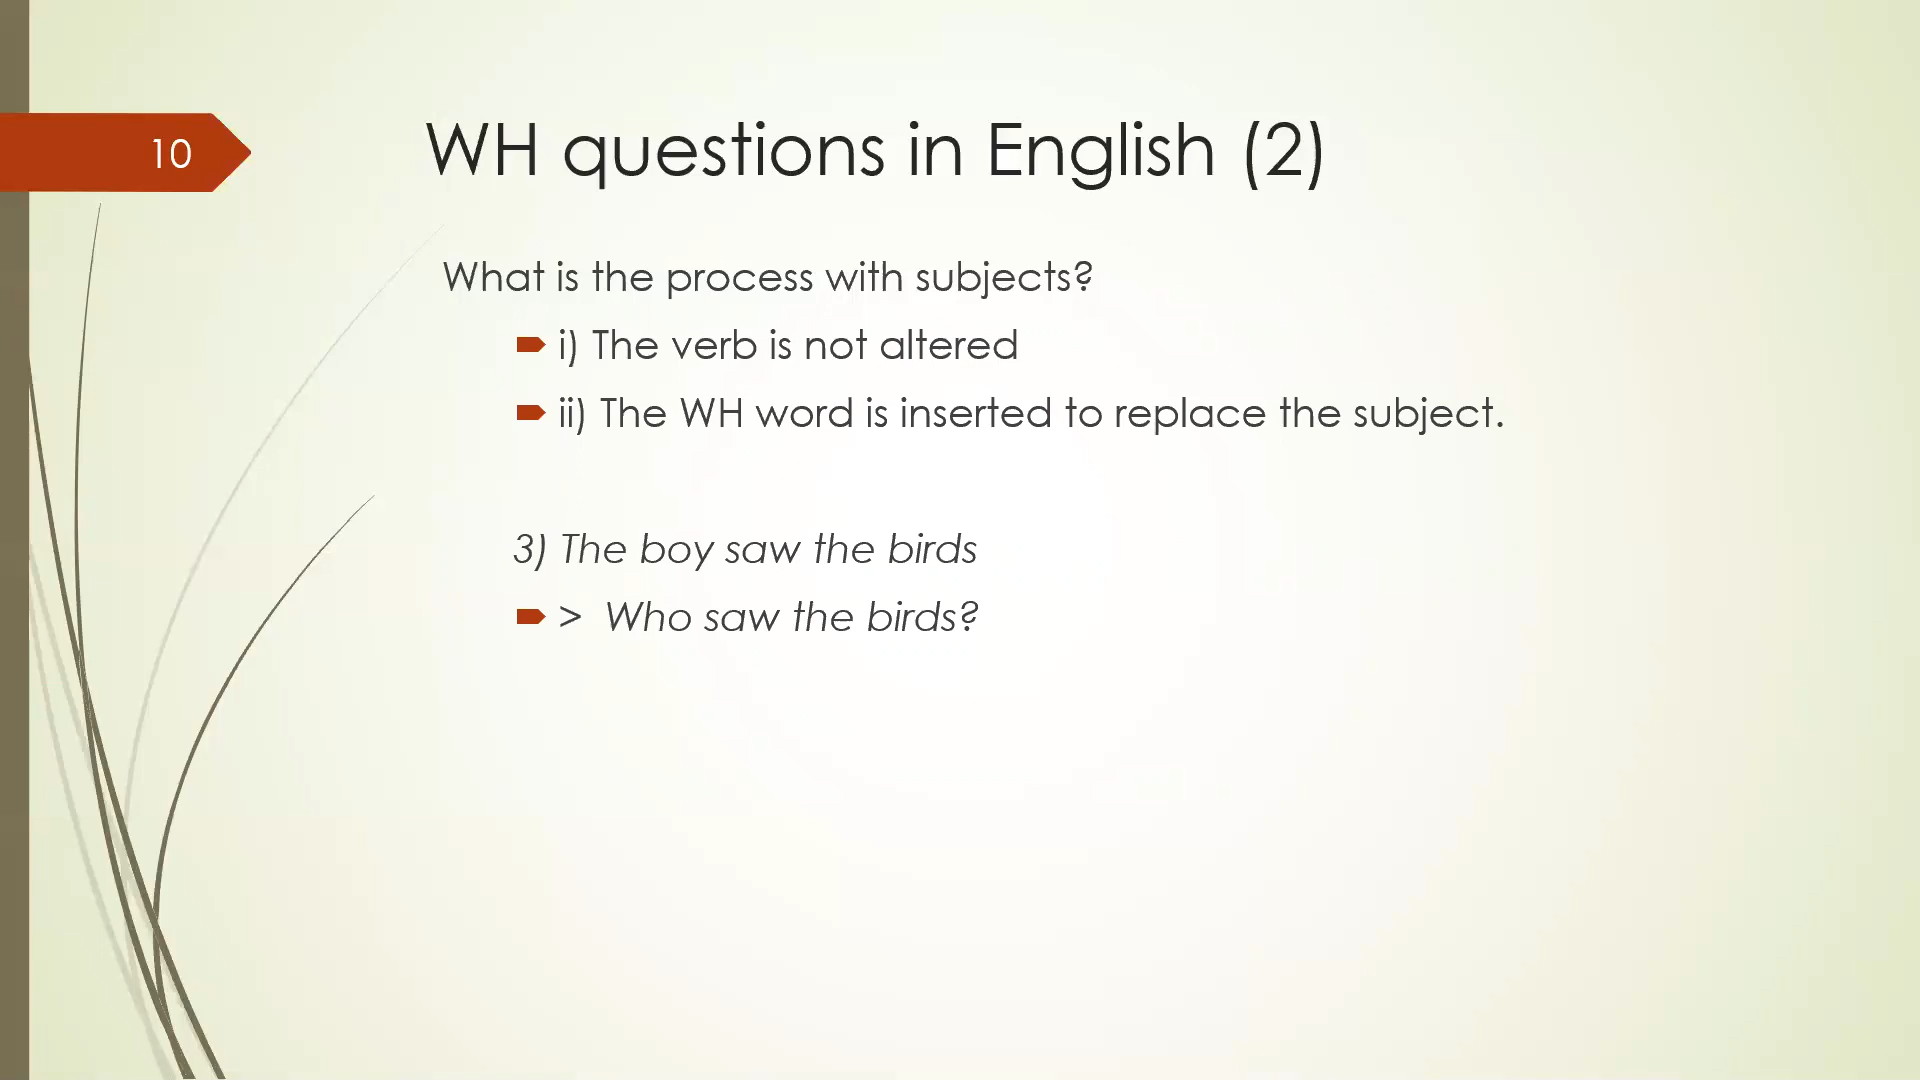 10
WH questions in English (2)
What is the process with subjects?
i) The verb is not altered
ii) The WH word is inserted to replace the subject.
3) The boy saw the birds
> Who saw the birds?